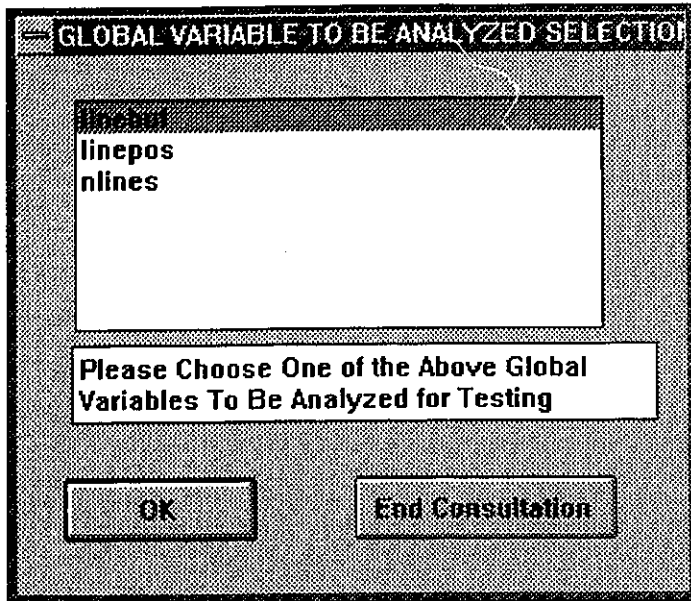 GLOBAL VARIABLE TO BE ANALYZED SELECTION
linebuf
linepos
nlines
Please Choose One of the Above Global
Variables To Be Analyzed for Testing
OK
End Consultation